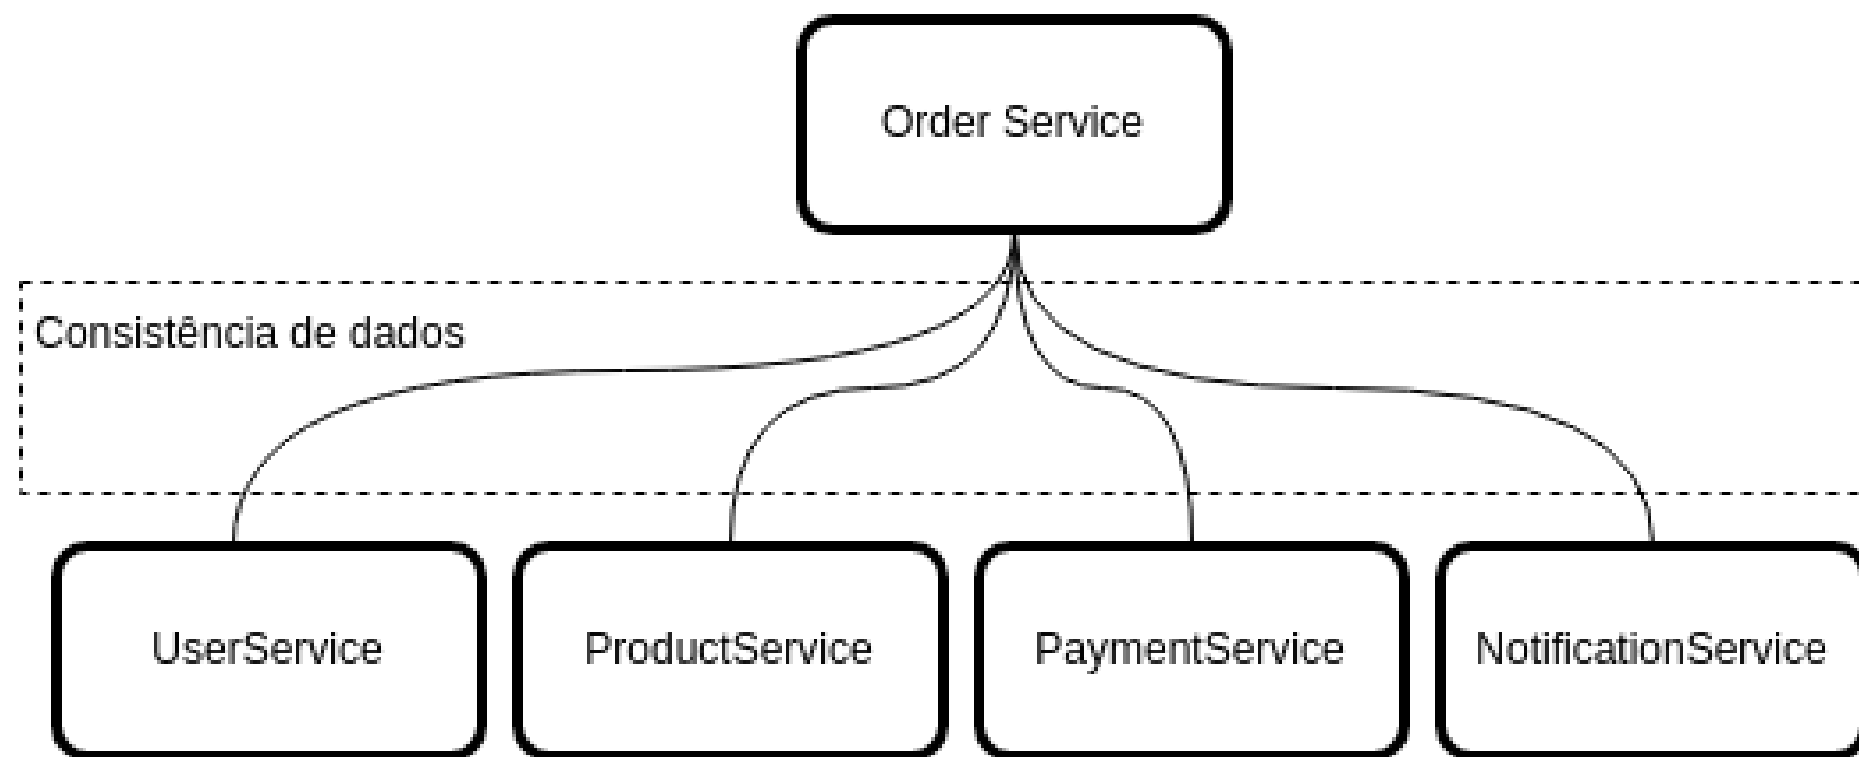 Order Service
Consistência de dados
UserService
ProductService
PaymentService
NotificationService